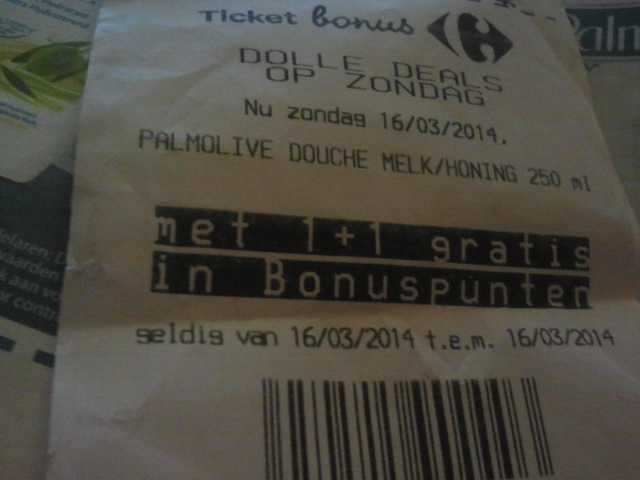 Ticket bonus
DOLLE DEALS
OP ZONDAG
Nu zondag 16/03/2014,
PALMOLIVE DOUCHE MELK/HONING 250 ml
met 1+1 gratis
in Bonuspunten
geldig van 16/03/2014 t.e.m. 16/03/2014